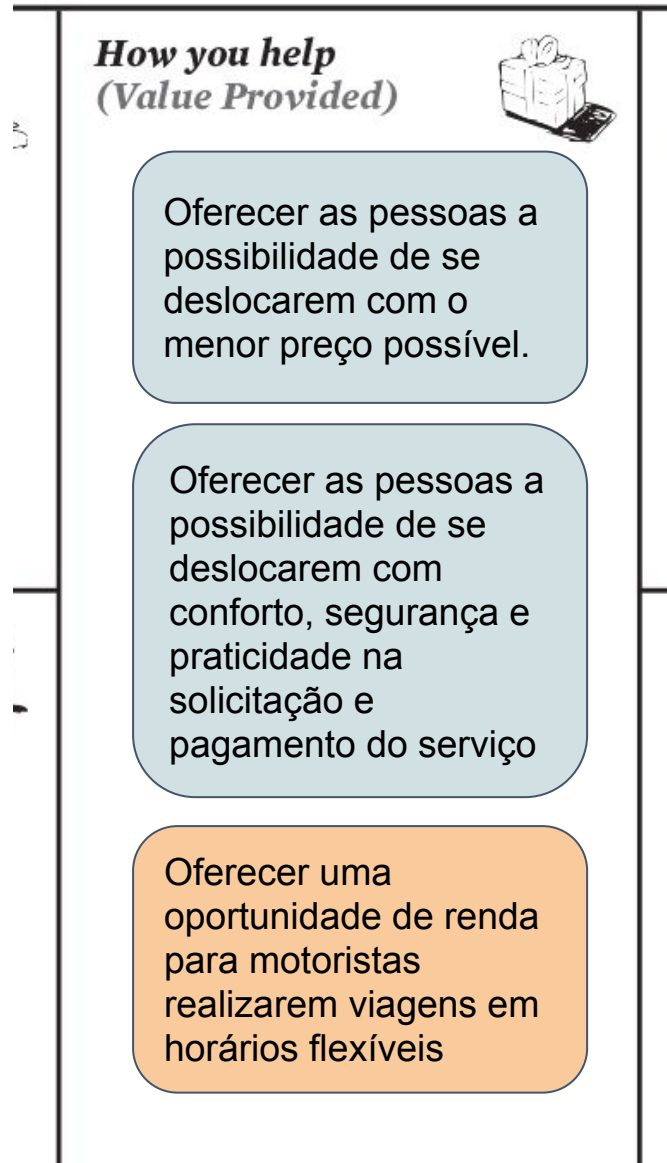 How you help
(Value Provided)
Oferecer as pessoas a
possibilidade de se
deslocarem com o
menor preço possível.
Oferecer as pessoas a
possibilidade de se
deslocarem com
conforto, segurança e
praticidade na
solicitação e
pagamento do serviço
Oferecer uma
oportunidade de renda
para motoristas
realizarem viagens em
horários flexíveis